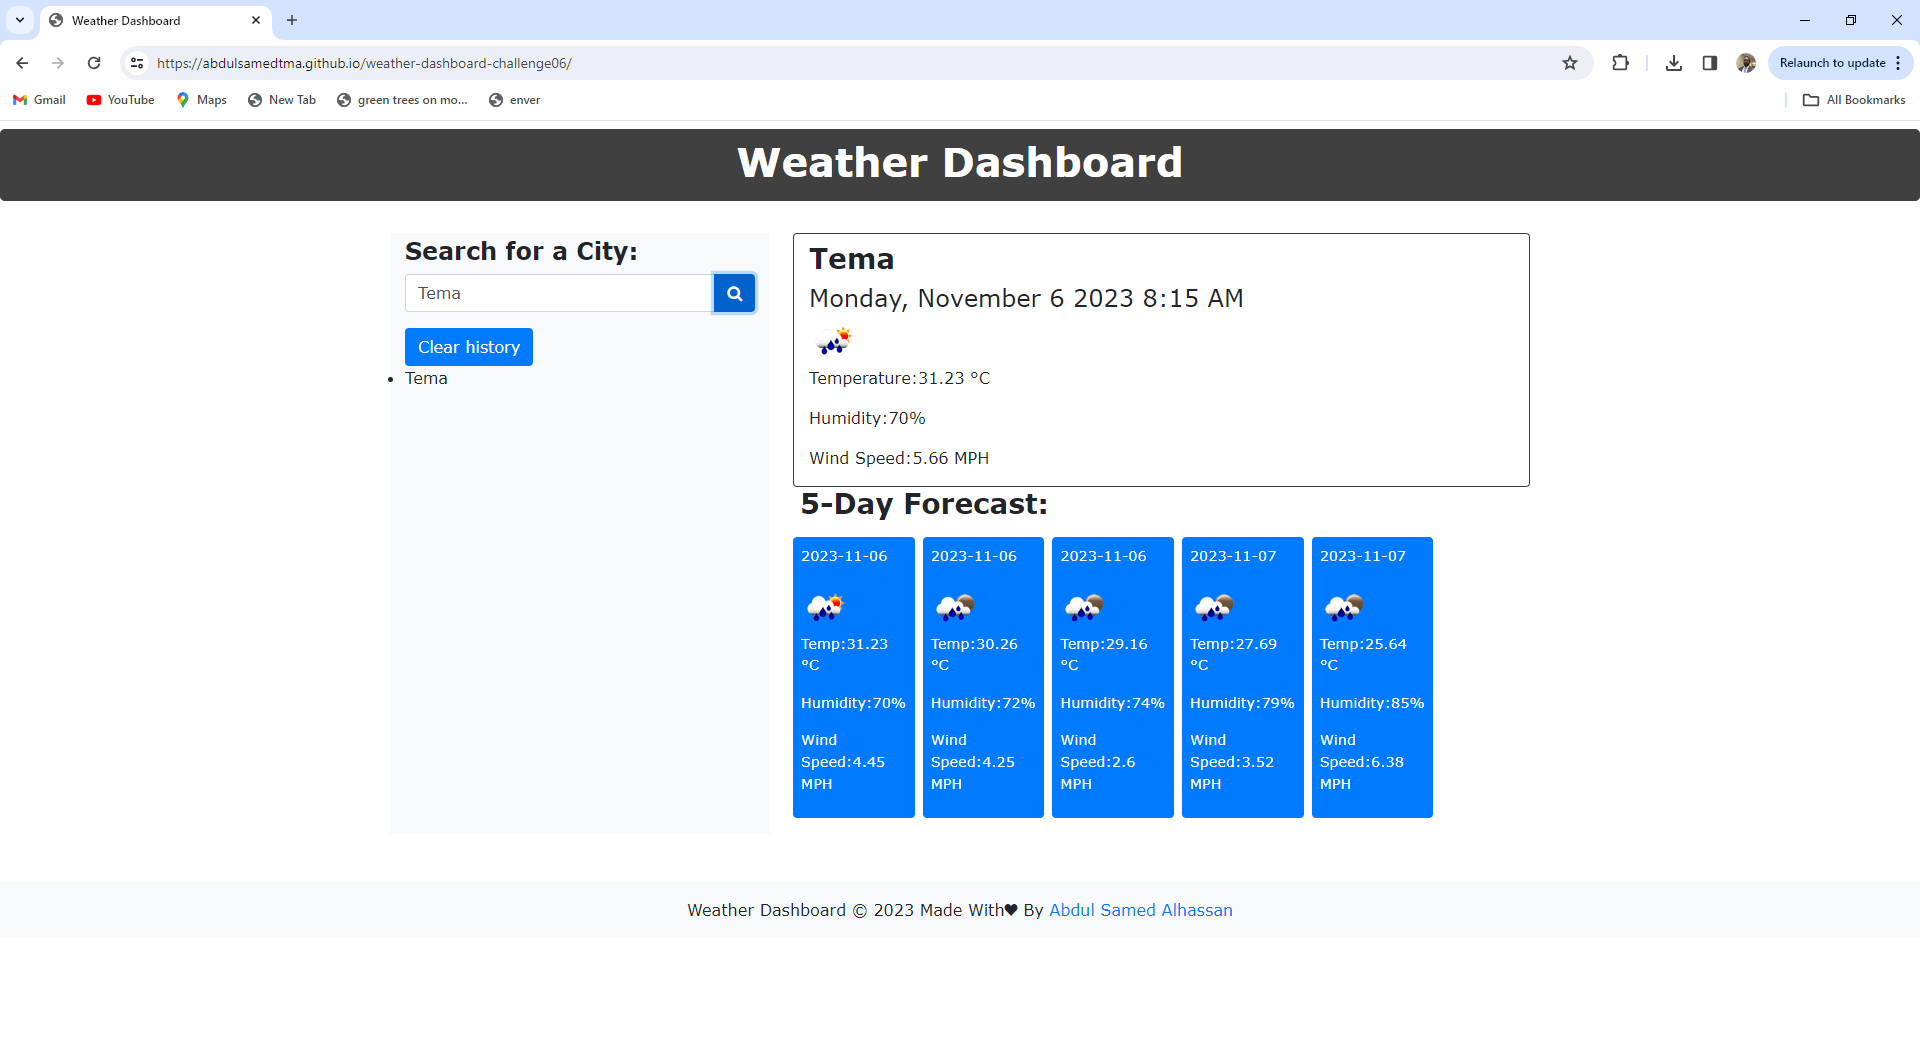 Weather Dashboard
https://abdulsamedtma.github.io/weather-dashboard-challenge06/
Relaunch to update
Gmail
YouTube
Maps
New Tab
green trees on mo...
enver
All Bookmarks
Weather Dashboard
Search for a City:
Tema
Clear history
Tema
Tema
Monday, November 6 2023 8:15 AM
Temperature:31.23 °C
Humidity:70%
Wind Speed:5.66 MPH
5-Day Forecast:
2023-11-06
Temp:31.23
°C
Humidity:70%
Wind
Speed:4.45
MPH
2023-11-06
Temp:30.26
°C
Humidity:72%
Wind
Speed:4.25
MPH
2023-11-06
Temp:29.16
°C
Humidity:74%
Wind
Speed:2.6
MPH
2023-11-07
Temp:27.69
°C
Humidity:79%
Wind
Speed:3.52
MPH
2023-11-07
Temp:25.64
°C
Humidity:85%
Wind
Speed:6.38
MPH
Weather Dashboard © 2023 Made With♥ By Abdul Samed Alhassan